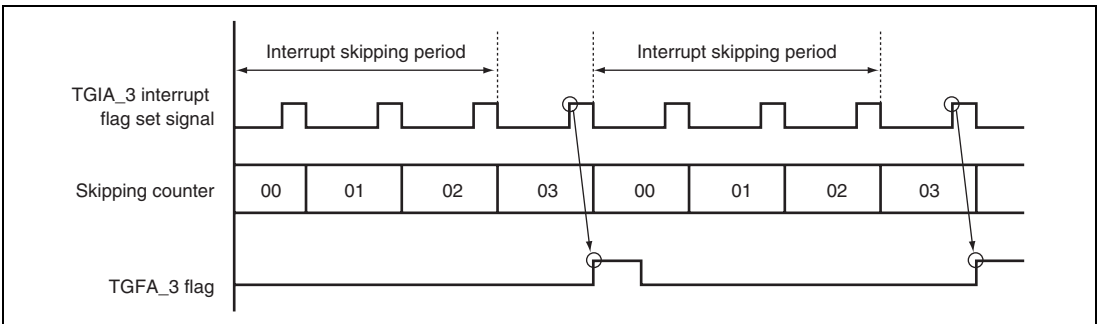 Interrupt skipping period Interrupt skipping period
TGIA_3 interrupt
flag set signal
Skipping counter 00 01 02 03 00 01 02 03
TGFA_3 flag